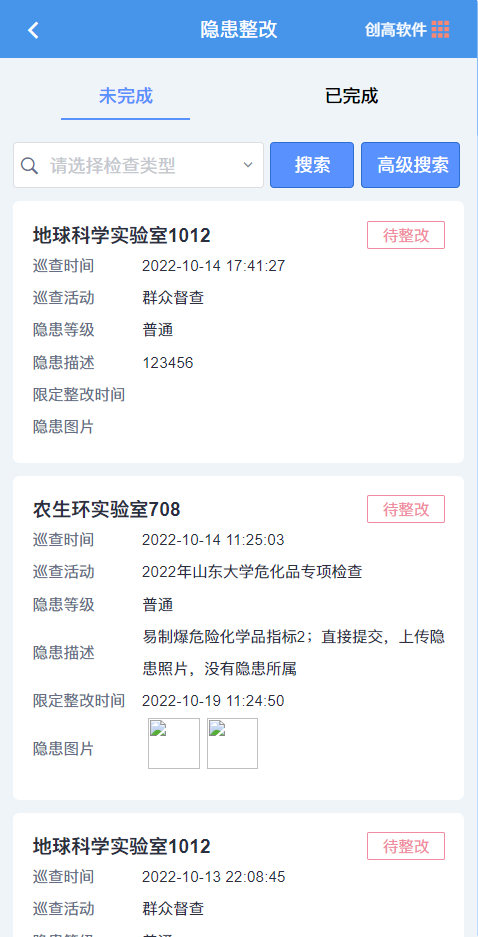 隐患整改
创高软件
未完成
已完成
请选择检查类型
搜索
高级搜索
地球科学实验室1012
待整改
巡查时间 2022-10-14 17:41:27
巡查活动 群众督查
隐患等级 普通
隐患描述 123456
限定整改时间
隐患图片
农生环实验室708
待整改
巡查时间 2022-10-14 11:25:03
巡查活动 2022年山东大学危化品专项检查
隐患等级 普通
隐患描述 易制爆危险化学品指标2；直接提交，上传隐
患照片，没有隐患所属
限定整改时间 2022-10-19 11:24:50
隐患图片
地球科学实验室1012
待整改
巡查时间 2022-10-13 22:08:45
巡查活动 群众督查